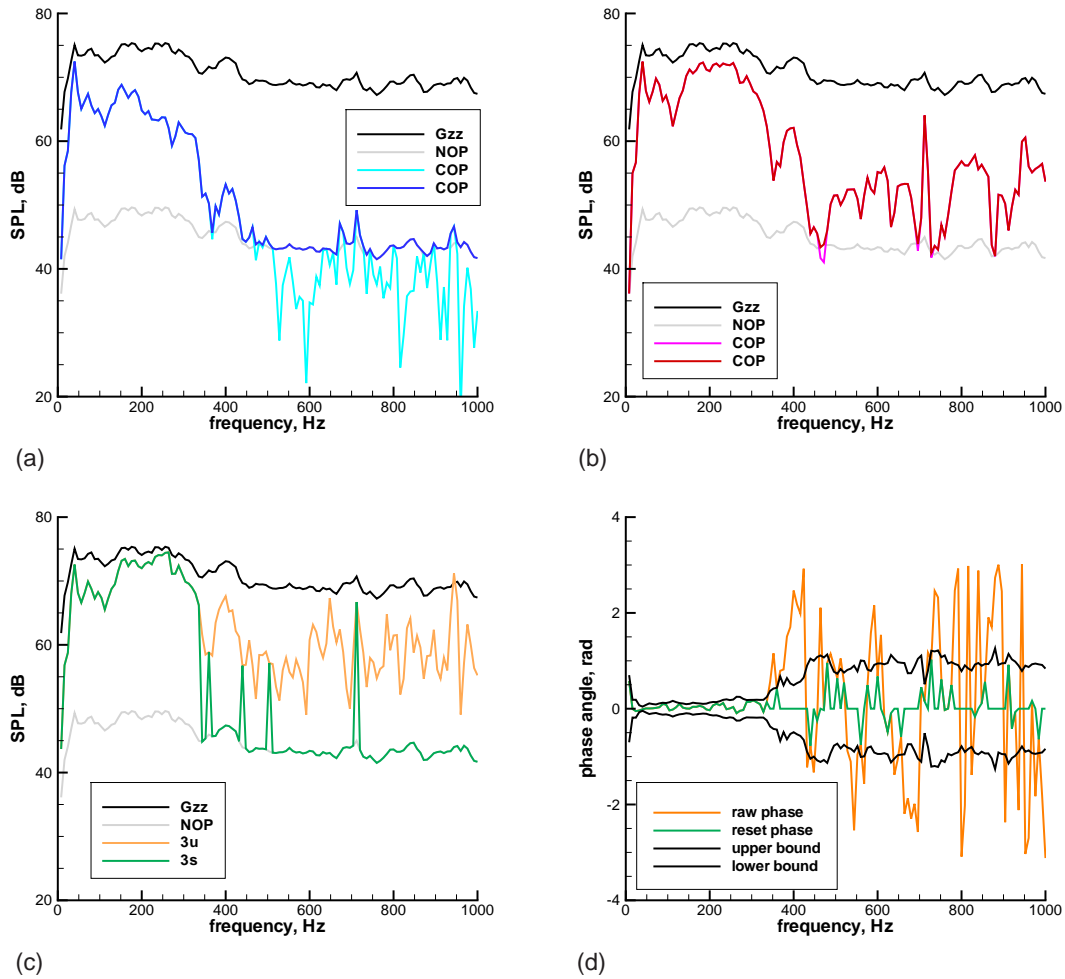 80
60
40
20
SPL, dB
Gzz
NOP
COP
COP
0 200 400 600 800 1000
frequency, Hz
(a)
80
60
40
20
SPL, dB
Gzz
NOP
COP
COP
0 200 400 600 800 1000
frequency, Hz
(b)
80
60
40
20
SPL, dB
Gzz
NOP
3u
3s
0 200 400 600 800 1000
frequency, Hz
(c)
4
2
0
-2
-4
phase angle, rad
raw phase
reset phase
upper bound
lower bound
0 200 400 600 800 1000
frequency, Hz
(d)